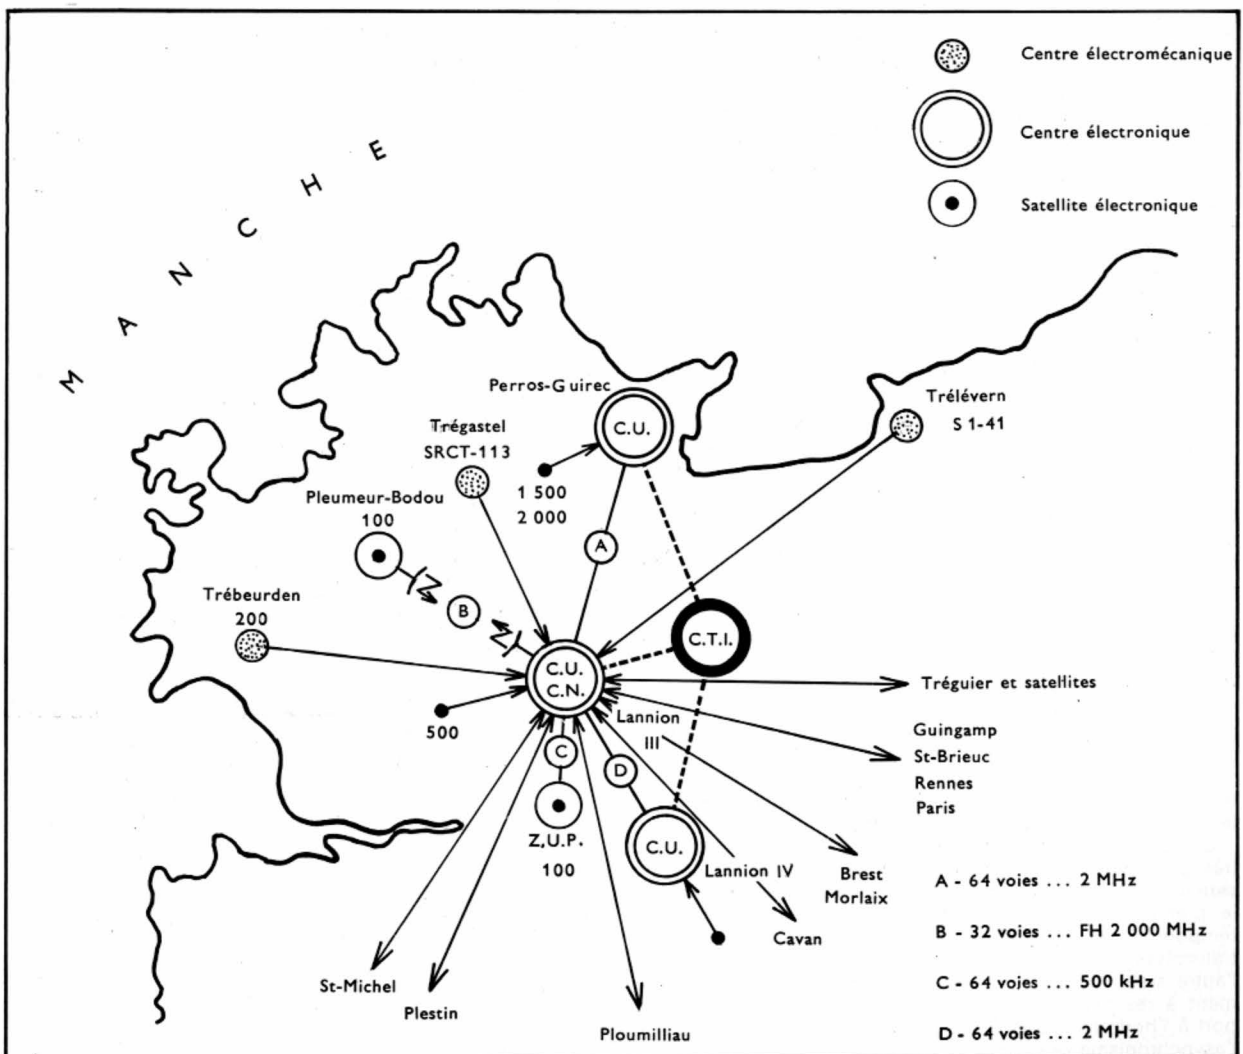 Centre électromécanique
Centre électronique
Satellite électronique
MANCHE
Perros-Guirec
C.U.
Trélévern
S 1-41
Trégastel
SRCT-113
1 500
2 000
Pleumeur-Bodou
100
A
B
Trébeurden
200
C.T.I.
C.U.
C.N.
500
Tréguier et satellites
Lannion
III
Guingamp
St-Brieuc
Rennes
Paris
C
D
Z,U.P.
100
C.U.
Lannion IV
Brest
Morlaix
Cavan
St-Michel
Plestin
Ploumilliau
A - 64 voies ... 2 MHz
B - 32 voies ... FH 2 000 MHz
C - 64 voies ... 500 kHz
D - 64 voies ... 2 MHz